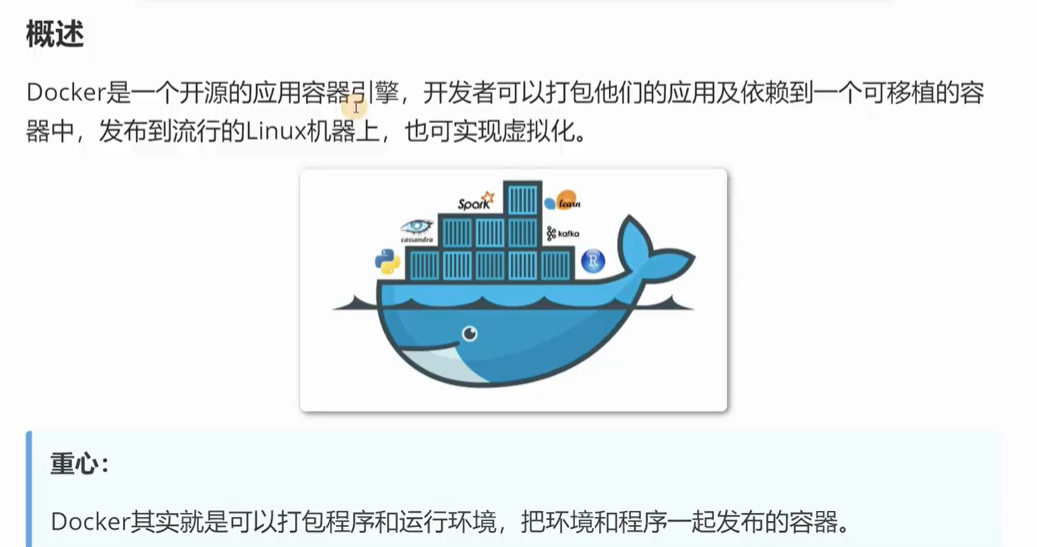 概述
Docker是一个开源的应用容器引擎，开发者可以打包他们的应用及依赖到一个可移植的容
器中，发布到流行的Linux机器上，也可实现虚拟化。
Spark
learn
cassandra
kafka
R
重心：
Docker其实就是可以打包程序和运行环境，把环境和程序一起发布的容器。